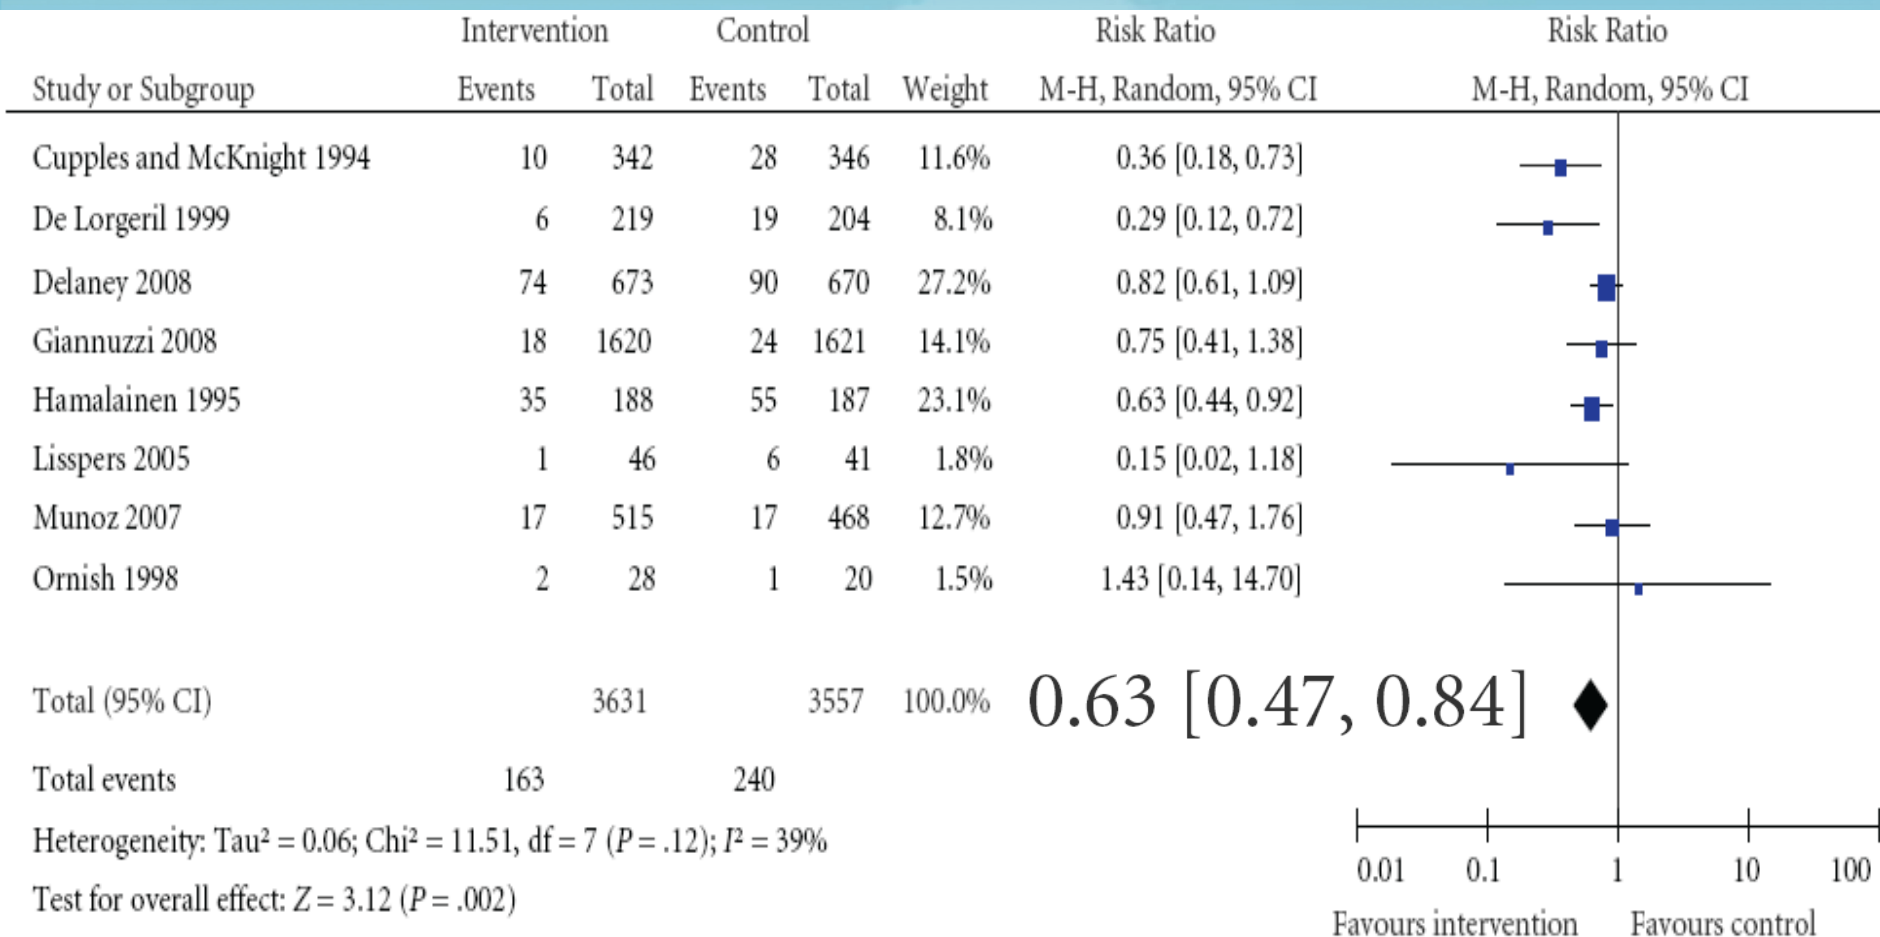 Intervention Control Risk Ratio Risk Ratio
Study or Subgroup Events Total Events Total Weight M-H, Random, 95% CI M-H, Random, 95% CI
Cupples and McKnight 1994 10 342 28 346 11.6% 0.36 [0.18, 0.73]
De Lorgeril 1999 6 219 19 204 8.1% 0.29 [0.12, 0.72]
Delaney 2008 74 673 90 670 27.2% 0.82 [0.61, 1.09]
Giannuzzi 2008 18 1620 24 1621 14.1% 0.75 [0.41, 1.38]
Hamalainen 1995 35 188 55 187 23.1% 0.63 [0.44, 0.92]
Lisspers 2005 1 46 6 41 1.8% 0.15 [0.02, 1.18]
Munoz 2007 17 515 17 468 12.7% 0.91 [0.47, 1.76]
Ornish 1998 2 28 1 20 1.5% 1.43 [0.14, 14.70]
Total (95% CI) 3631 3557 100.0% 0.63 [0.47, 0.84]
Total events 163 240
Heterogeneity: Tau² = 0.06; Chi² = 11.51, df = 7 (P = .12); I² = 39%
Test for overall effect: Z = 3.12 (P = .002)
0.01 0.1 1 10 100
Favours intervention Favours control